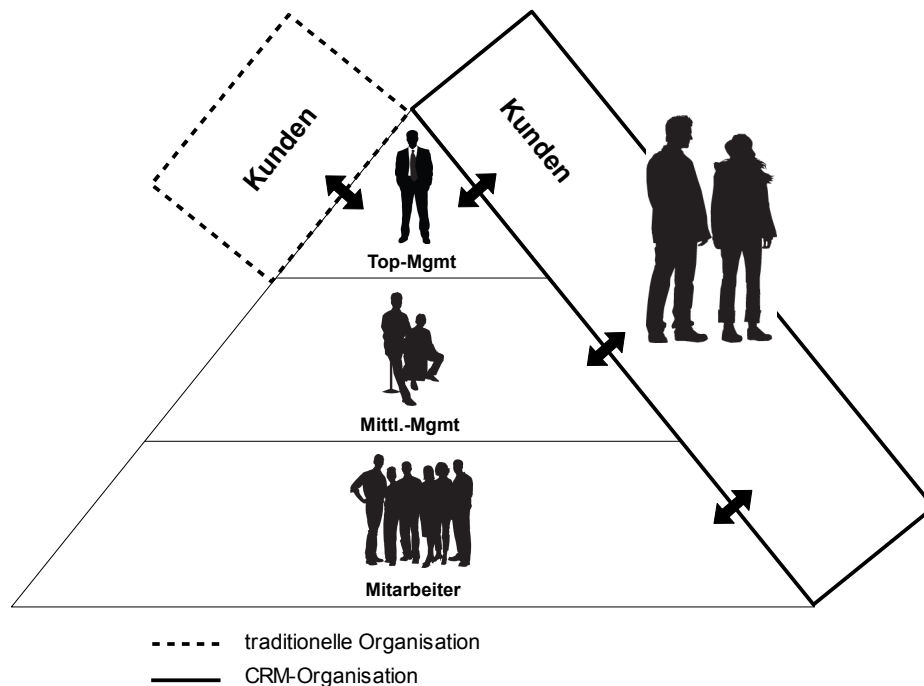 Kunden
Kunden
Top-Mgmt
Mittl.-Mgmt
Mitarbeiter
traditionelle Organisation
CRM-Organisation